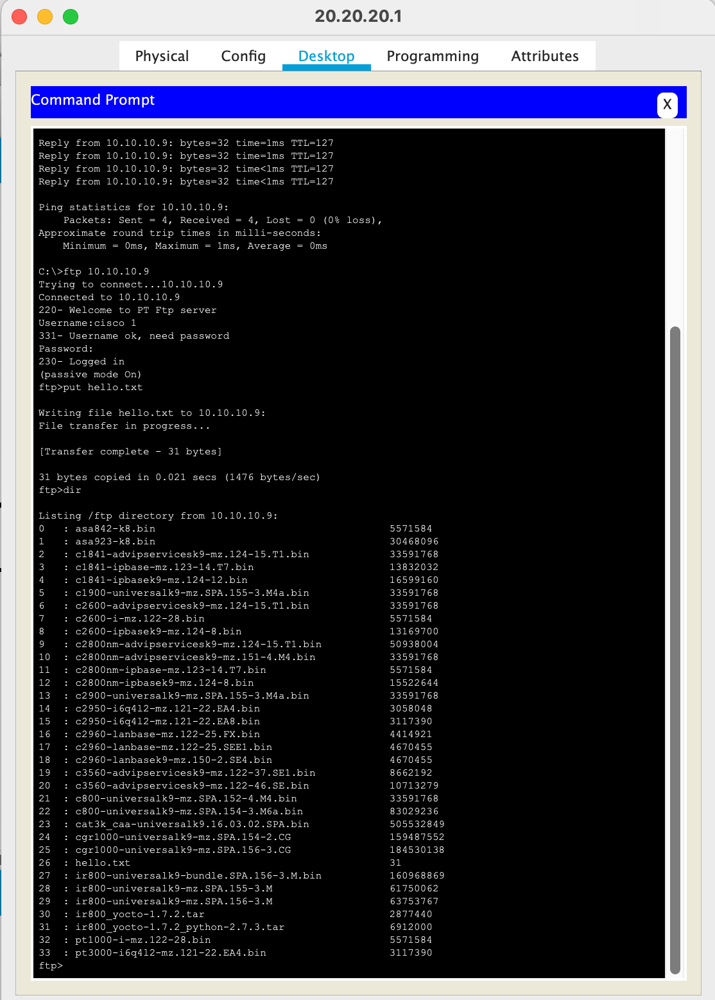 20.20.20.1
Physical Config Desktop Programming Attributes
Command Prompt
X
Reply from 10.10.10.9: bytes=32 time=1ms TTL=127
Reply from 10.10.10.9: bytes=32 time=1ms TTL=127
Reply from 10.10.10.9: bytes=32 time<1ms TTL=127
Reply from 10.10.10.9: bytes=32 time<1ms TTL=127
Ping statistics for 10.10.10.9:
Packets: Sent = 4, Received = 4, Lost = 0 (0% loss),
Approximate round trip times in milli-seconds:
Minimum = 0ms, Maximum = 1ms, Average = 0ms
C:\>ftp 10.10.10.9
Trying to connect...10.10.10.9
Connected to 10.10.10.9
220- Welcome to PT Ftp server
Username:cisco 1
331- Username ok, need password
Password:
230- Logged in
(passive mode On)
ftp>put hello.txt
Writing file hello.txt to 10.10.10.9:
File transfer in progress...
[Transfer complete - 31 bytes]
31 bytes copied in 0.021 secs (1476 bytes/sec)
ftp>dir
Listing /ftp directory from 10.10.10.9:
0 : asa842-k8.bin 5571584
1 : asa923-k8.bin 30468096
2 : c1841-advipservicesk9-mz.124-15.T1.bin 33591768
3 : c1841-ipbase-mz.123-14.T7.bin 13832032
4 : c1841-ipbasek9-mz.124-12.bin 16599160
5 : c1900-universalk9-mz.SPA.155-3.M4a.bin 33591768
6 : c2600-advipservicesk9-mz.124-15.T1.bin 33591768
7 : c2600-i-mz.122-28.bin 5571584
8 : c2600-ipbasek9-mz.124-8.bin 13169700
9 : c2800nm-advipservicesk9-mz.124-15.T1.bin 50938004
10 : c2800nm-advipservicesk9-mz.151-4.M4.bin 33591768
11 : c2800nm-ipbase-mz.123-14.T7.bin 5571584
12 : c2800nm-ipbasek9-mz.124-8.bin 15522644
13 : c2900-universalk9-mz.SPA.155-3.M4a.bin 33591768
14 : c2950-i6q4l2-mz.121-22.EA4.bin 3058048
15 : c2950-i6q4l2-mz.121-22.EA8.bin 3117390
16 : c2960-lanbase-mz.122-25.FX.bin 4414921
17 : c2960-lanbase-mz.122-25.SEE1.bin 4670455
18 : c2960-lanbasek9-mz.150-2.SE4.bin 4670455
19 : c3560-advipservicesk9-mz.122-37.SE1.bin 8662192
20 : c3560-advipservicesk9-mz.122-46.SE.bin 10713279
21 : c800-universalk9-mz.SPA.152-4.M4.bin 33591768
22 : c800-universalk9-mz.SPA.154-3.M6a.bin 83029236
23 : cat3k_caa-universalk9.16.03.02.SPA.bin 505532849
24 : cgr1000-universalk9-mz.SPA.154-2.CG 159487552
25 : cgr1000-universalk9-mz.SPA.156-3.CG 184530138
26 : hello.txt 31
27 : ir800-universalk9-bundle.SPA.156-3.M.bin 160968869
28 : ir800-universalk9-mz.SPA.155-3.M 61750062
29 : ir800-universalk9-mz.SPA.156-3.M 63753767
30 : ir800_yocto-1.7.2.tar 2877440
31 : ir800_yocto-1.7.2_python-2.7.3.tar 6912000
32 : pt1000-i-mz.122-28.bin 5571584
33 : pt3000-i6q4l2-mz.121-22.EA4.bin 3117390
ftp>